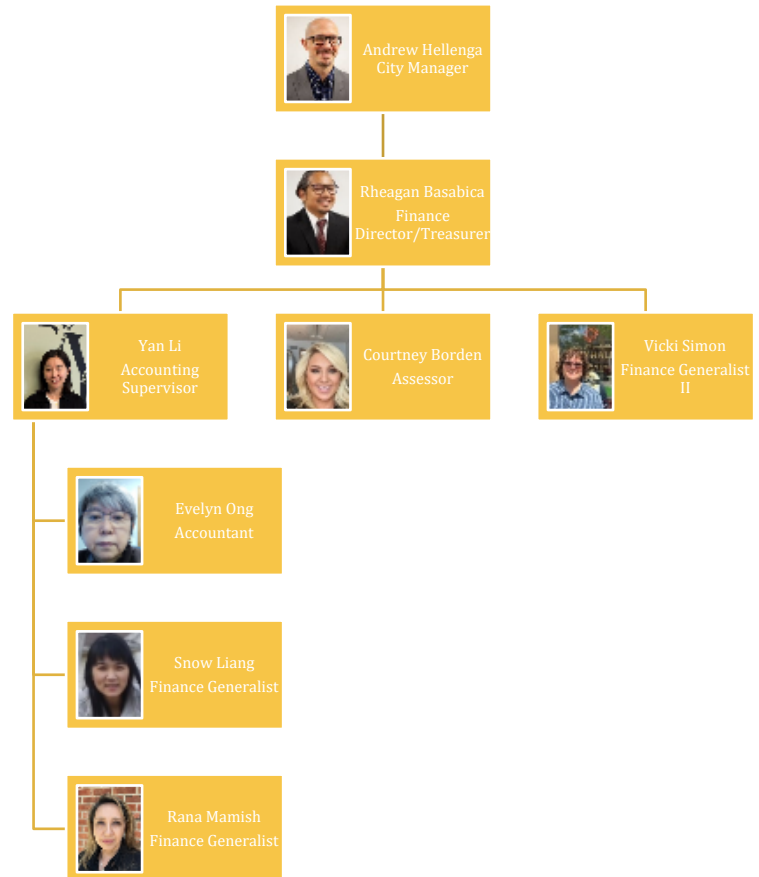 Andrew Hellenga
City Manager
Rheagan Basabica
Finance
Director/Treasurer
Yan Li
Accounting
Supervisor
Courtney Borden
Assessor
Vicki Simon
Finance Generalist
II
Evelyn Ong
Accountant
Snow Liang
Finance Generalist
Rana Mamish
Finance Generalist